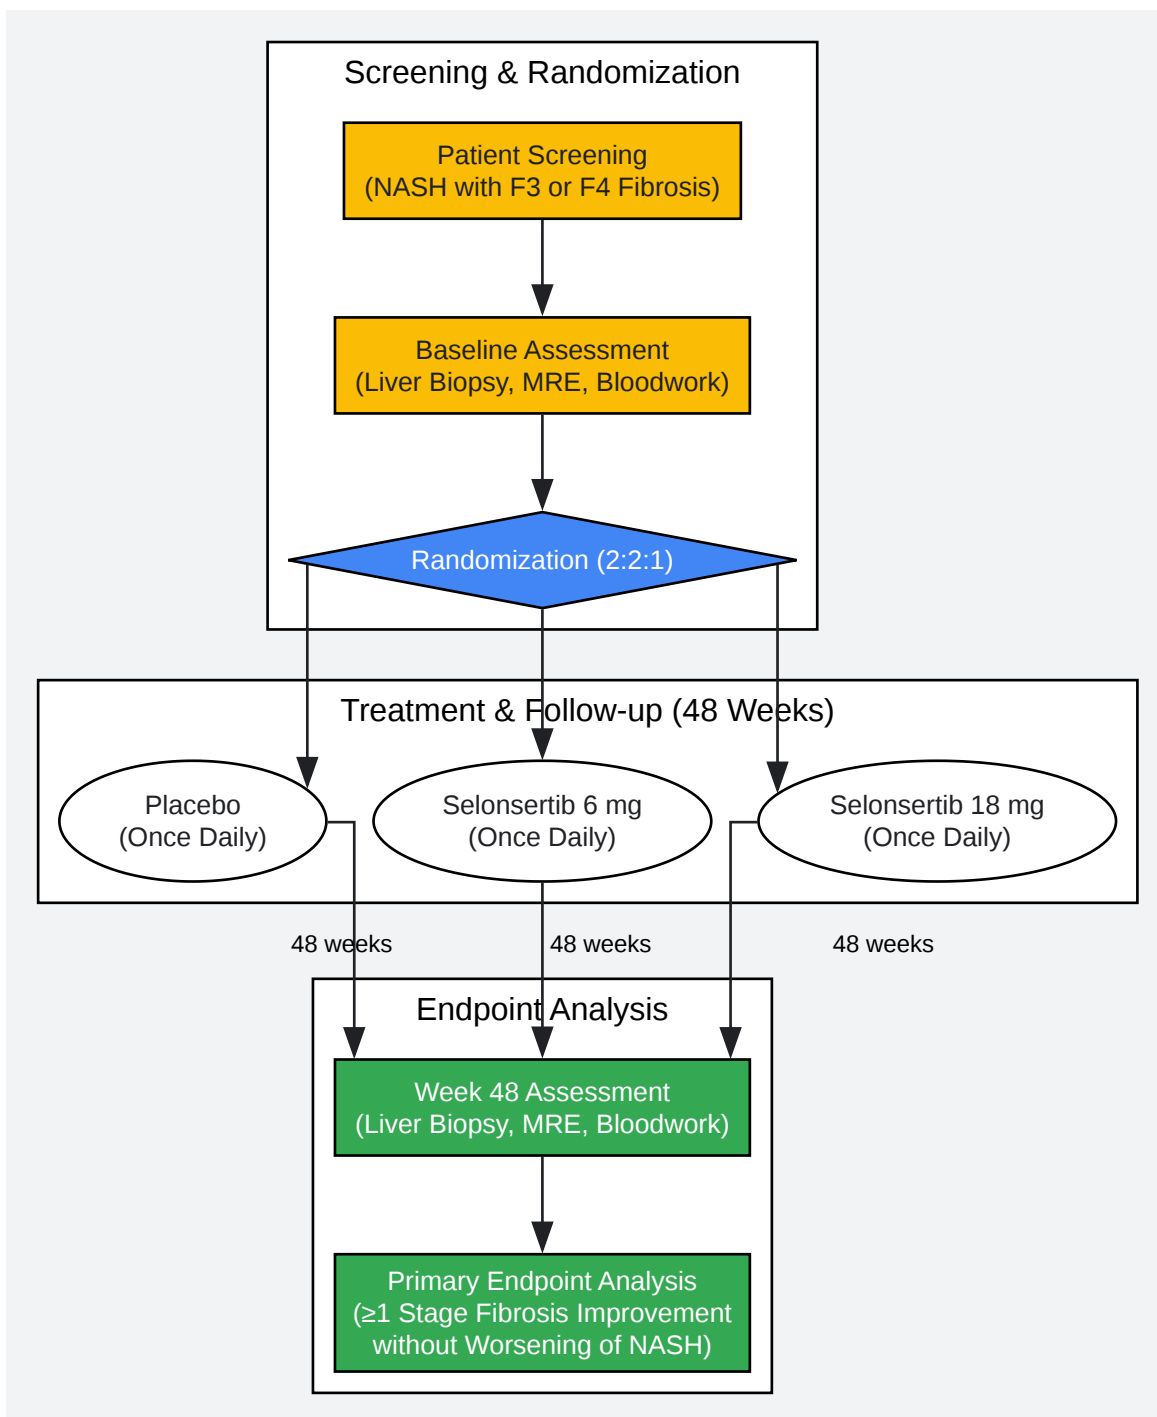 Screening & Randomization
Patient Screening
(NASH with F3 or F4 Fibrosis)
Baseline Assessment
(Liver Biopsy, MRE, Bloodwork)
Randomization (2:2:1)
Treatment & Follow-up (48 Weeks)
Placebo
(Once Daily)
Selonsertib 6 mg
(Once Daily)
Selonsertib 18 mg
(Once Daily)
48 weeks
48 weeks
48 weeks
Endpoint Analysis
Week 48 Assessment
(Liver Biopsy, MRE, Bloodwork)
Primary Endpoint Analysis
(≥1 Stage Fibrosis Improvement
without Worsening of NASH)